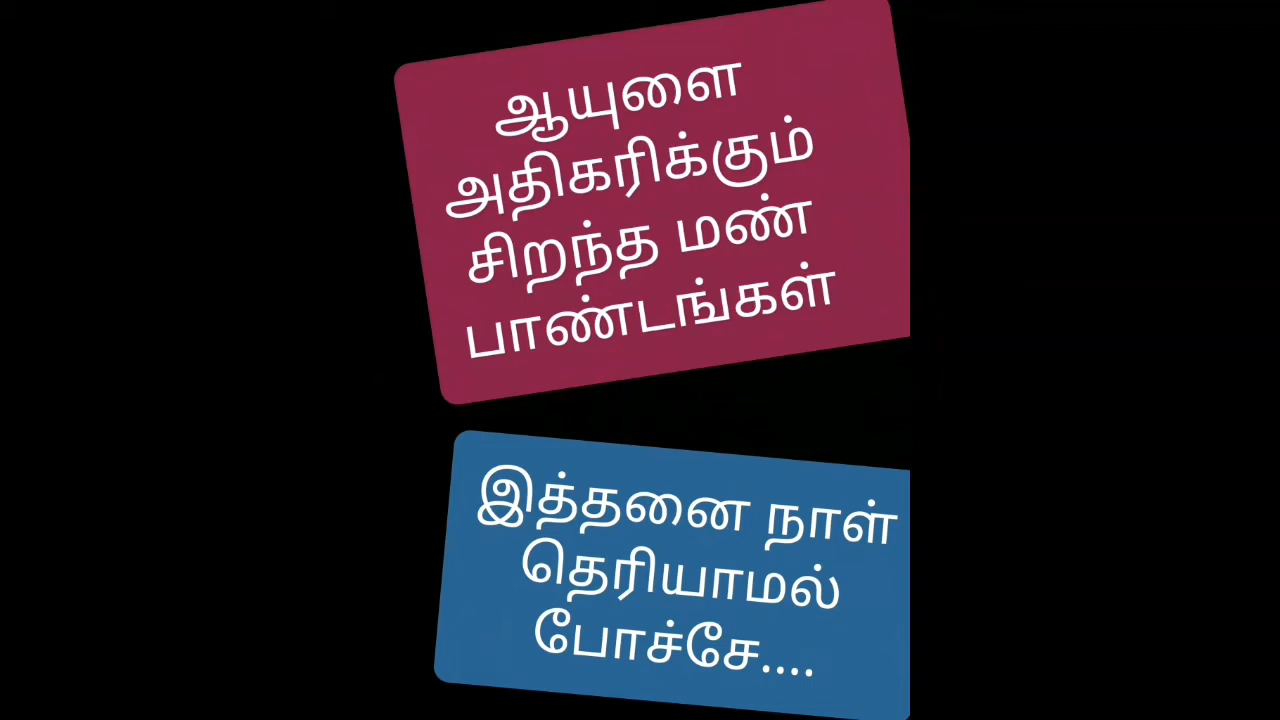 ஆயுளை
அதிகரிக்கும்
சிறந்த மண்
பாண்டங்கள்
இத்தனை நாள்
தெரியாமல்
போச்சே....